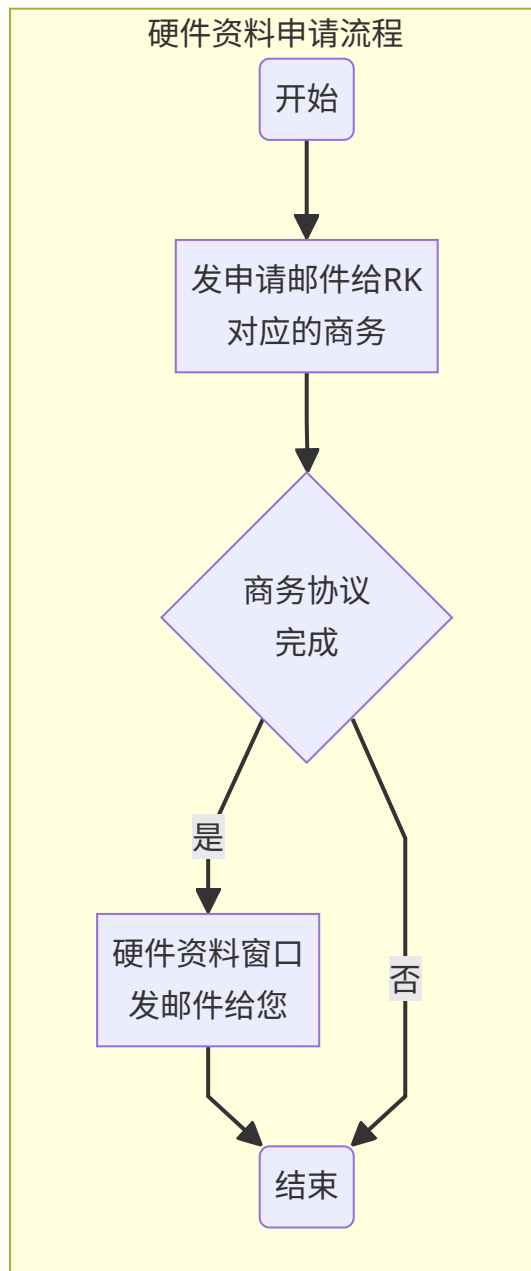 硬件资料申请流程
开始
发申请邮件给RK
对应的商务
商务协议
完成
是
硬件资料窗口
发邮件给您
否
结束